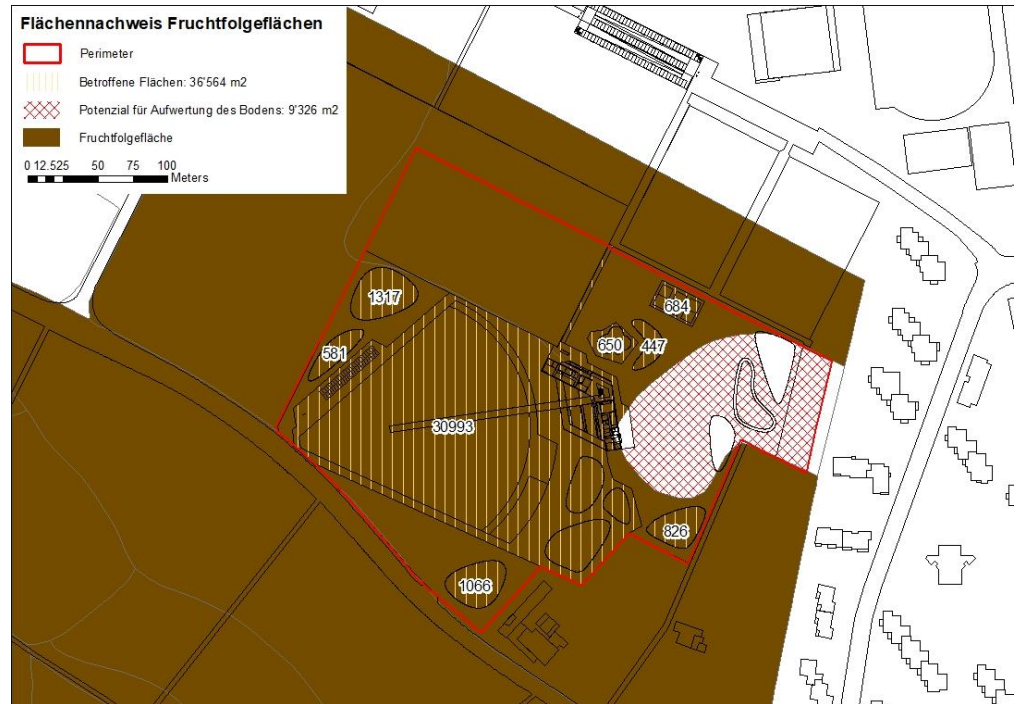 Flächennachweis Fruchtfolgeflächen
Perimeter
Betroffene Flächen: 36'564 m2
Potenzial für Aufwertung des Bodens: 9'326 m2
Fruchtfolgefläche
0 12.525 50 75 100
Meters
1317
684
581
650 447
30993
826
1066